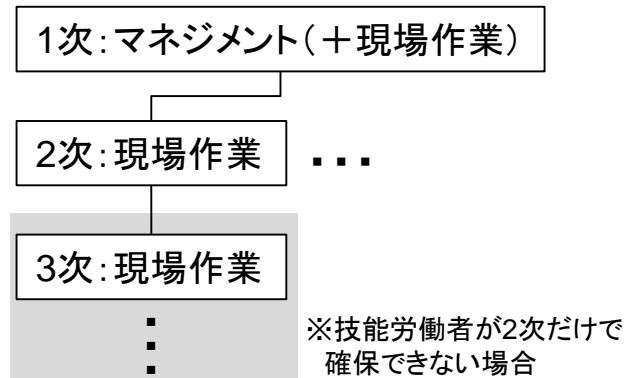 1次：マネジメント（＋現場作業）
2次：現場作業 ・・・
3次：現場作業
※技能労働者が2次だけで
確保できない場合